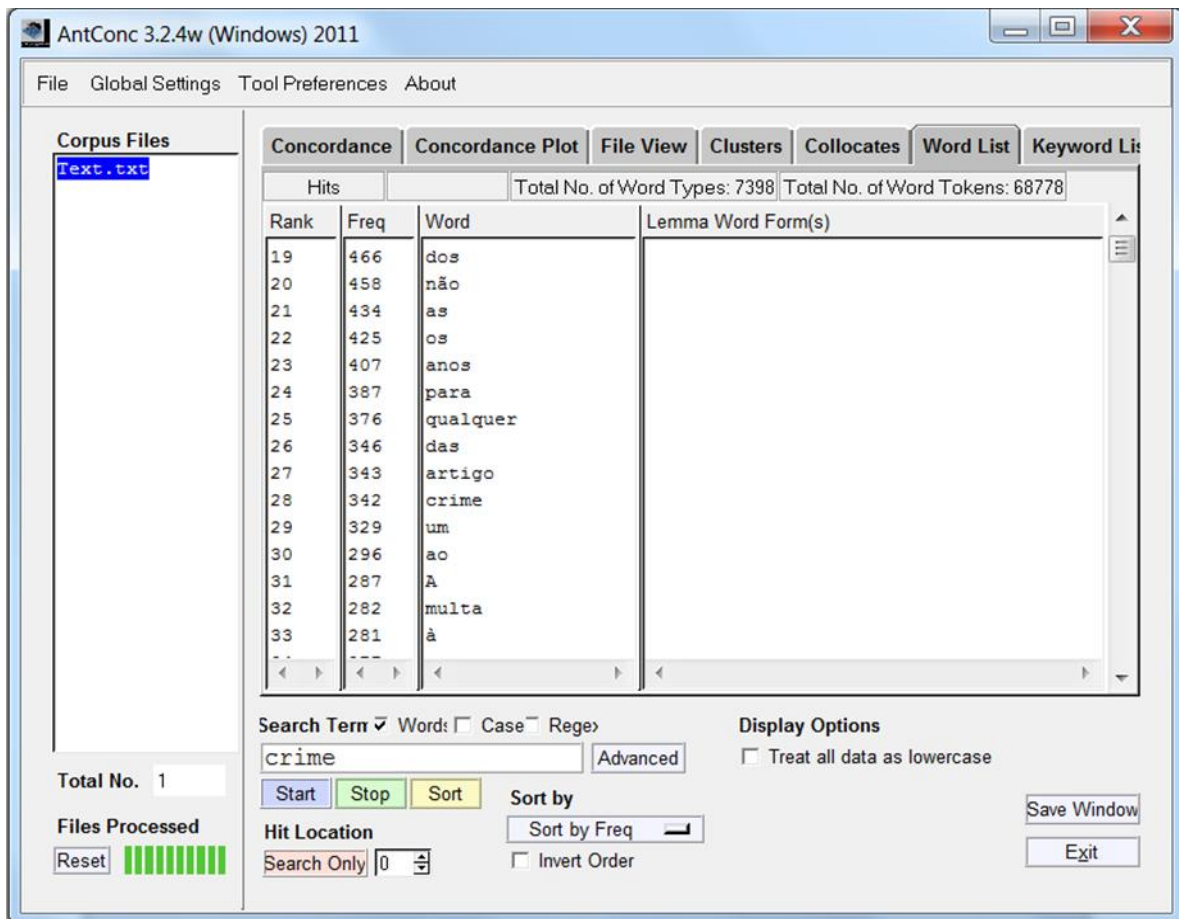 AntConc 3.2.4w (Windows) 2011
File Global Settings Tool Preferences About
Corpus Files
Text.txt
Concordance Concordance Plot File View Clusters Collocates Word List Keyword Lis
Hits Total No. of Word Types: 7398 Total No. of Word Tokens: 68778
Rank Freq Word Lemma Word Form(s)
19 466 dos
20 458 não
21 434 as
22 425 os
23 407 anos
24 387 para
25 376 qualquer
26 346 das
27 343 artigo
28 342 crime
29 329 um
30 296 ao
31 287 A
32 282 multa
33 281 à
Search Term Words Case Regex Display Options
crime Advanced Treat all data as lowercase
Total No. 1
Start Stop Sort Sort by
Files Processed Hit Location Sort by Freq Save Window
Reset Search Only 0 Invert Order Exit